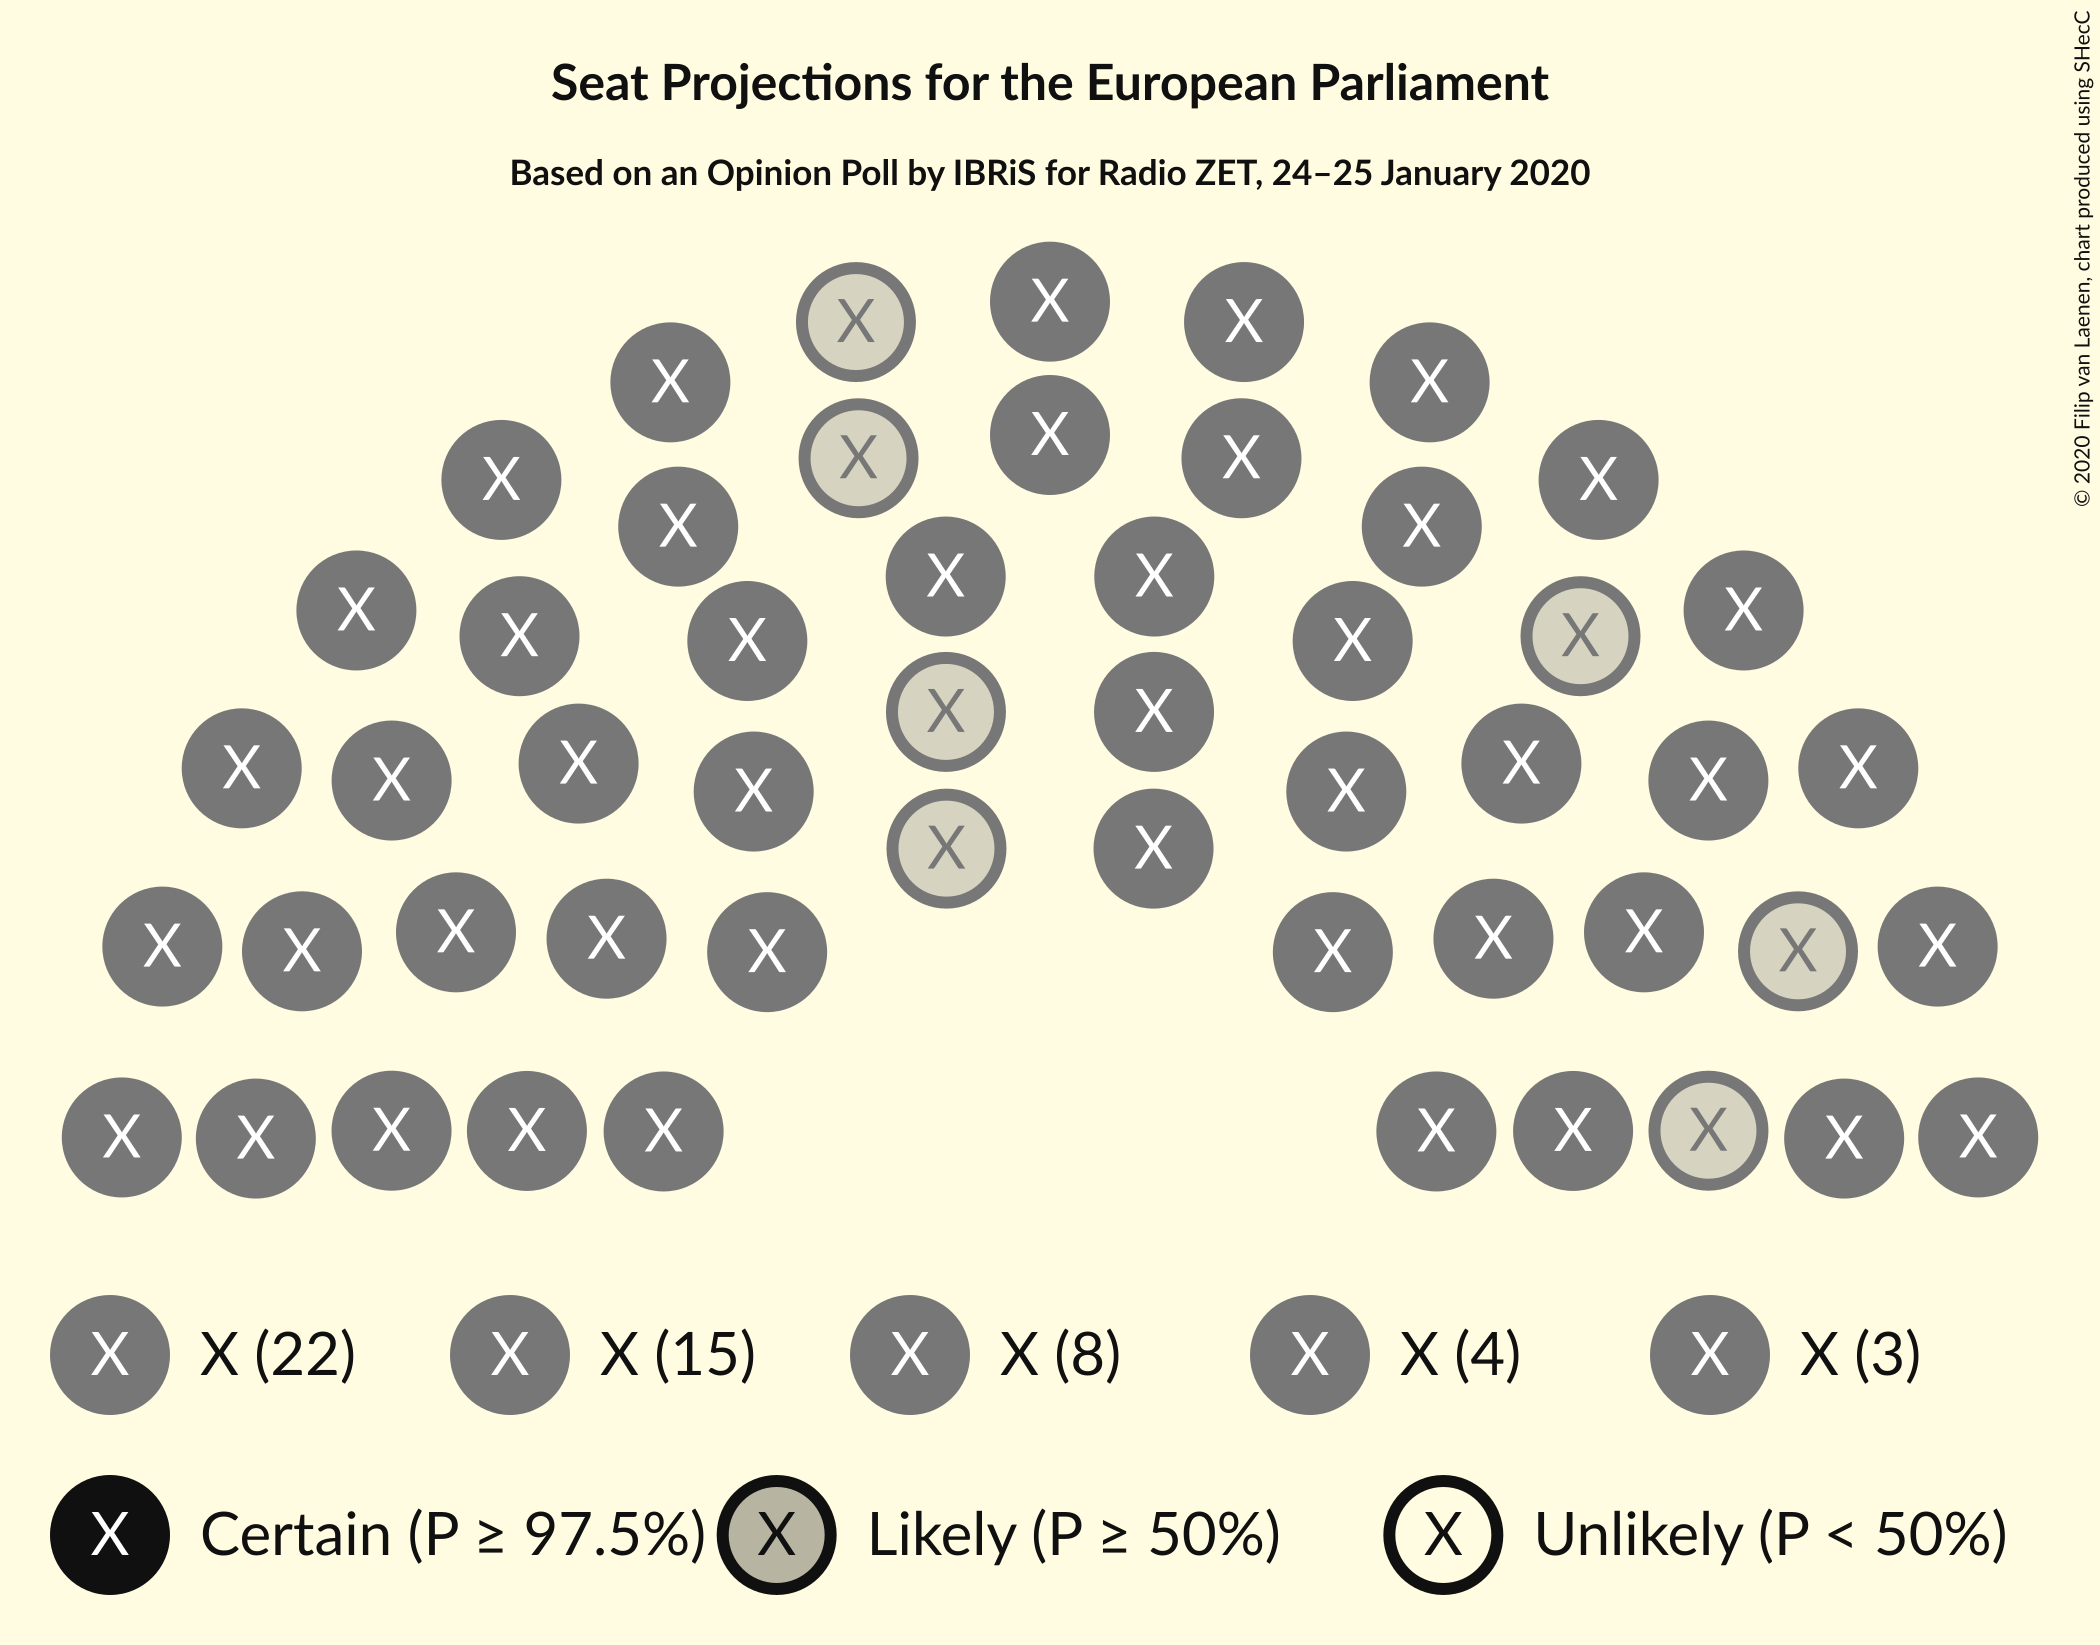 Seat Projections for the European Parliament
Based on an Opinion Poll by IBRiS for Radio ZET, 24–25 January 2020
© 2020 Filip van Laenen, chart produced using SHecC
X X X
X X
X X X
X X
X X
X X
X X X X X X
X X
X X X X X X X X
X X
X X X X X X X X X X
X X X X X X X X X X
X X (22) X X (15) X X (8) X X (4) X X (3)
X Certain (P ≥ 97.5%) X Likely (P ≥ 50%) X Unlikely (P < 50%)